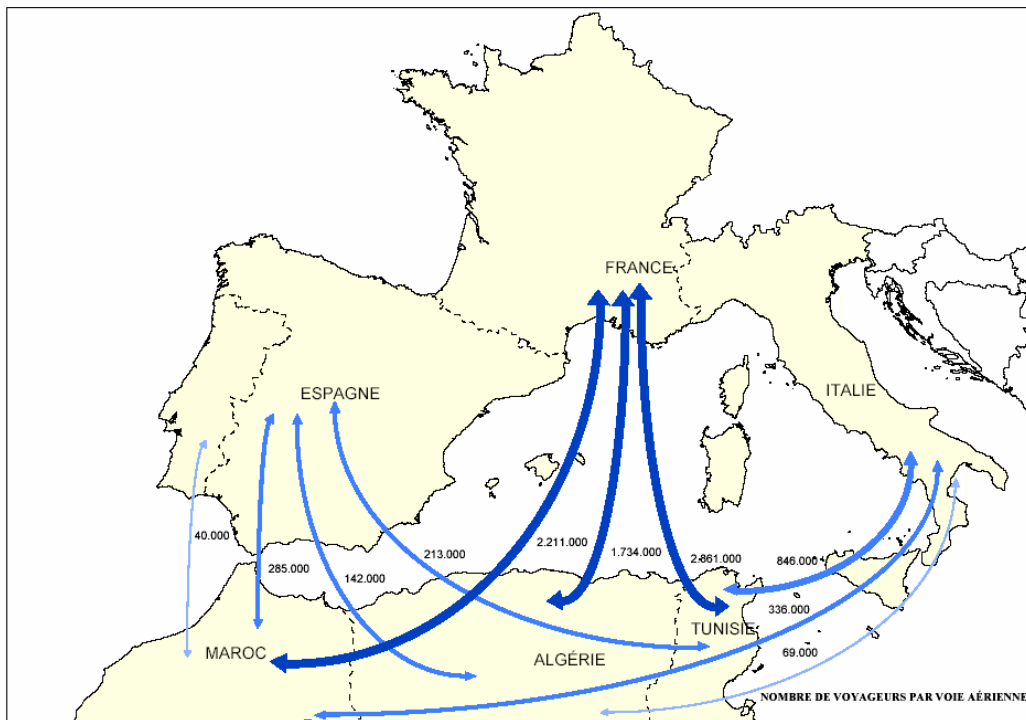 FRANCE
ITALIE
ESPAGNE
40.000
285.000
142.000
213.000
2.211.000
1.734.000
2.861.000
846.000
336.000
TUNISIE
MAROC
ALGÉRIE
69.000
NOMBRE DE VOYAGEURS PAR VOIE AÉRIENNE